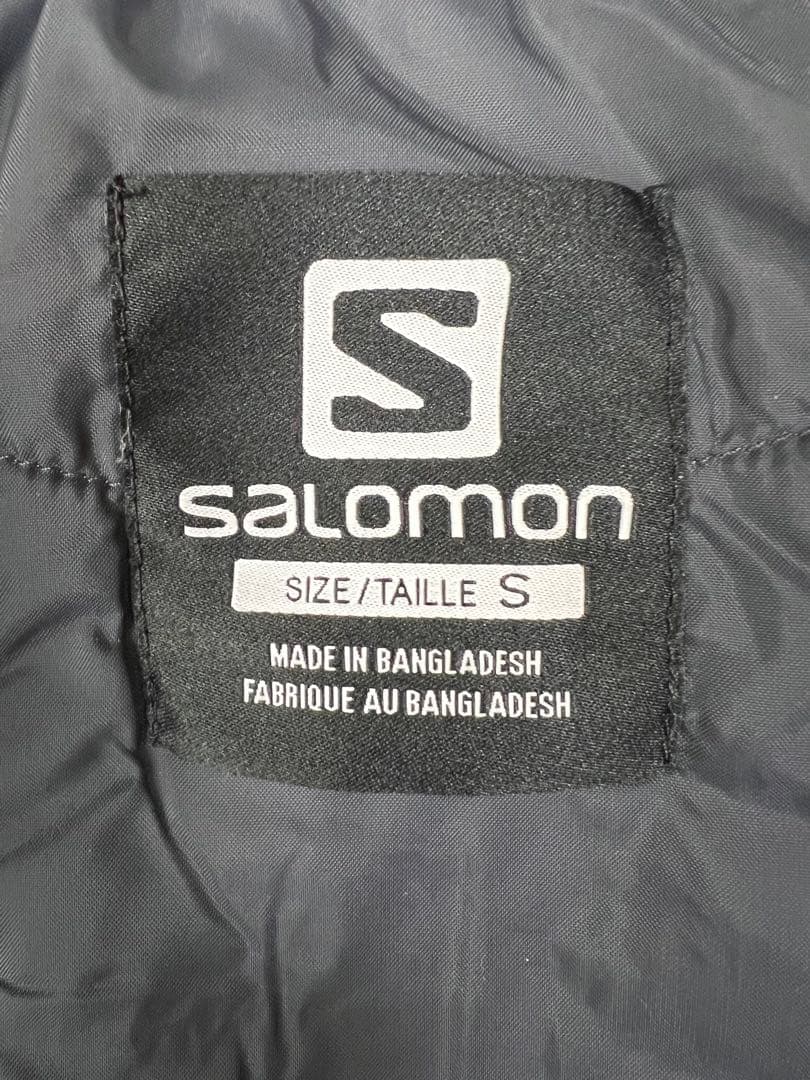 S
salomon
SIZE/TAILLE S
MADE IN BANGLADESH
FABRIQUE AU BANGLADESH